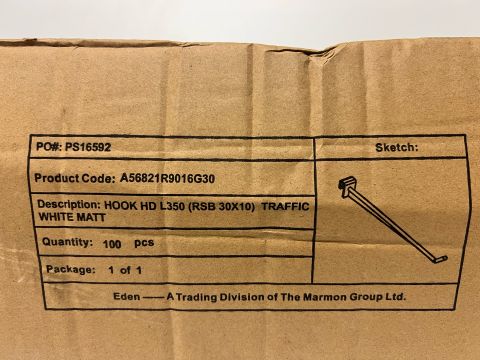 PO#: PS16592
Sketch:
Product Code: A56821R9016G30
Description: HOOK HD L350 (RSB 30X10) TRAFFIC
WHITE MATT
Quantity: 100 pcs
Package: 1 of 1
Eden —— A Trading Division of The Marmon Group Ltd.